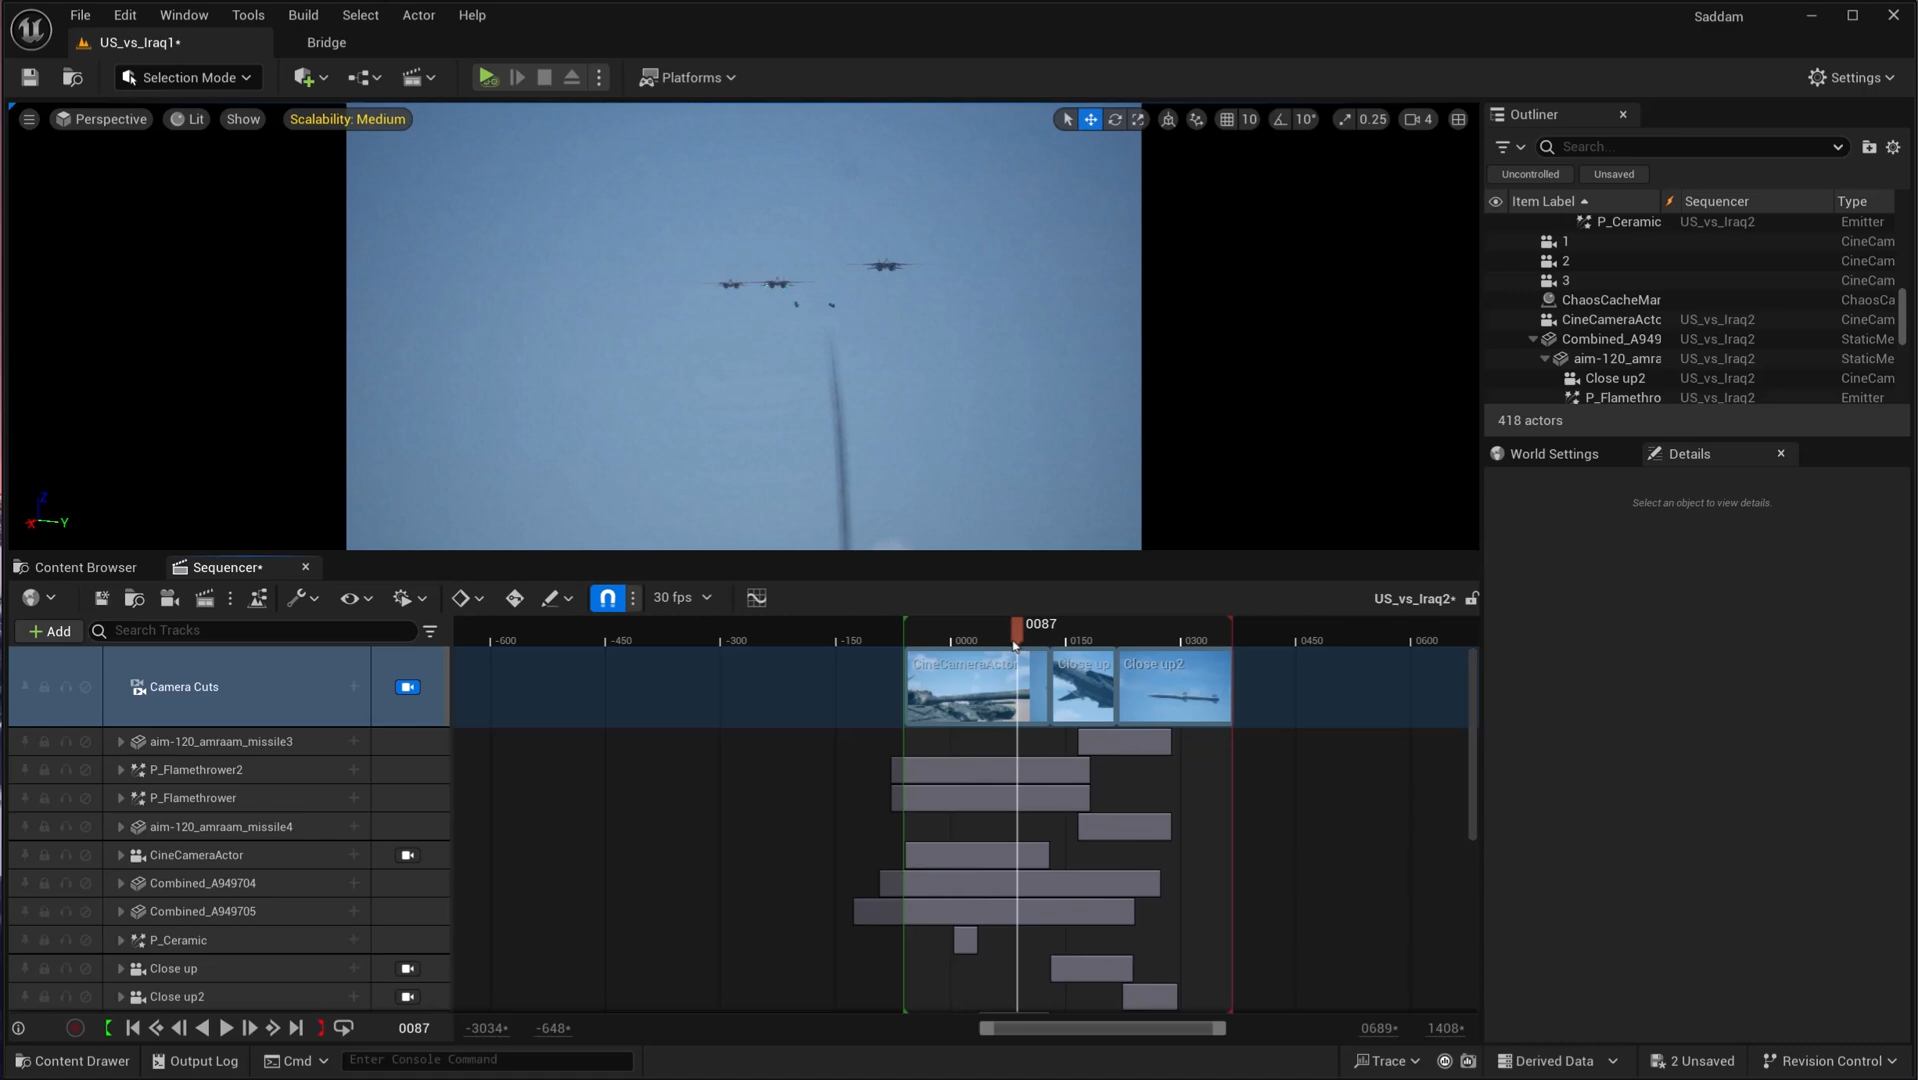 File Edit Window Tools Build Select Actor Help
Saddam
US_vs_Iraq1*
Bridge
Selection Mode
Platforms
Settings
Perspective
Lit
Show
Scalability: Medium
10
10°
0.25
4
Outliner
Search...
Uncontrolled
Unsaved
Item Label
Sequencer
Type
P_Ceramic US_vs_Iraq2 Emitter
1 CineCam
2 CineCam
3 CineCam
ChaosCacheMar ChaosCa
CineCameraActo US_vs_Iraq2 CineCam
Combined_A949 US_vs_Iraq2 StaticMe
aim-120_amra US_vs_Iraq2 StaticMe
Close up2 US_vs_Iraq2 CineCam
P_Flamethro US_vs_Iraq2 Emitter
418 actors
World Settings
Details
Select an object to view details.
Z
X
Y
Content Browser
Sequencer*
30 fps
US_vs_Iraq2*
Add
Search Tracks
0087
-600 -450 -300 -150 0000 0150 0300 0450 0600
Camera Cuts
CineCameraActor
Close up
Close up2
aim-120_amraam_missile3
P_Flamethrower2
P_Flamethrower
aim-120_amraam_missile4
CineCameraActor
Combined_A949704
Combined_A949705
P_Ceramic
Close up
Close up2
0087
-3034*
-648*
0689*
1408*
Content Drawer
Output Log
Cmd
Enter Console Command
Trace
Derived Data
2 Unsaved
Revision Control